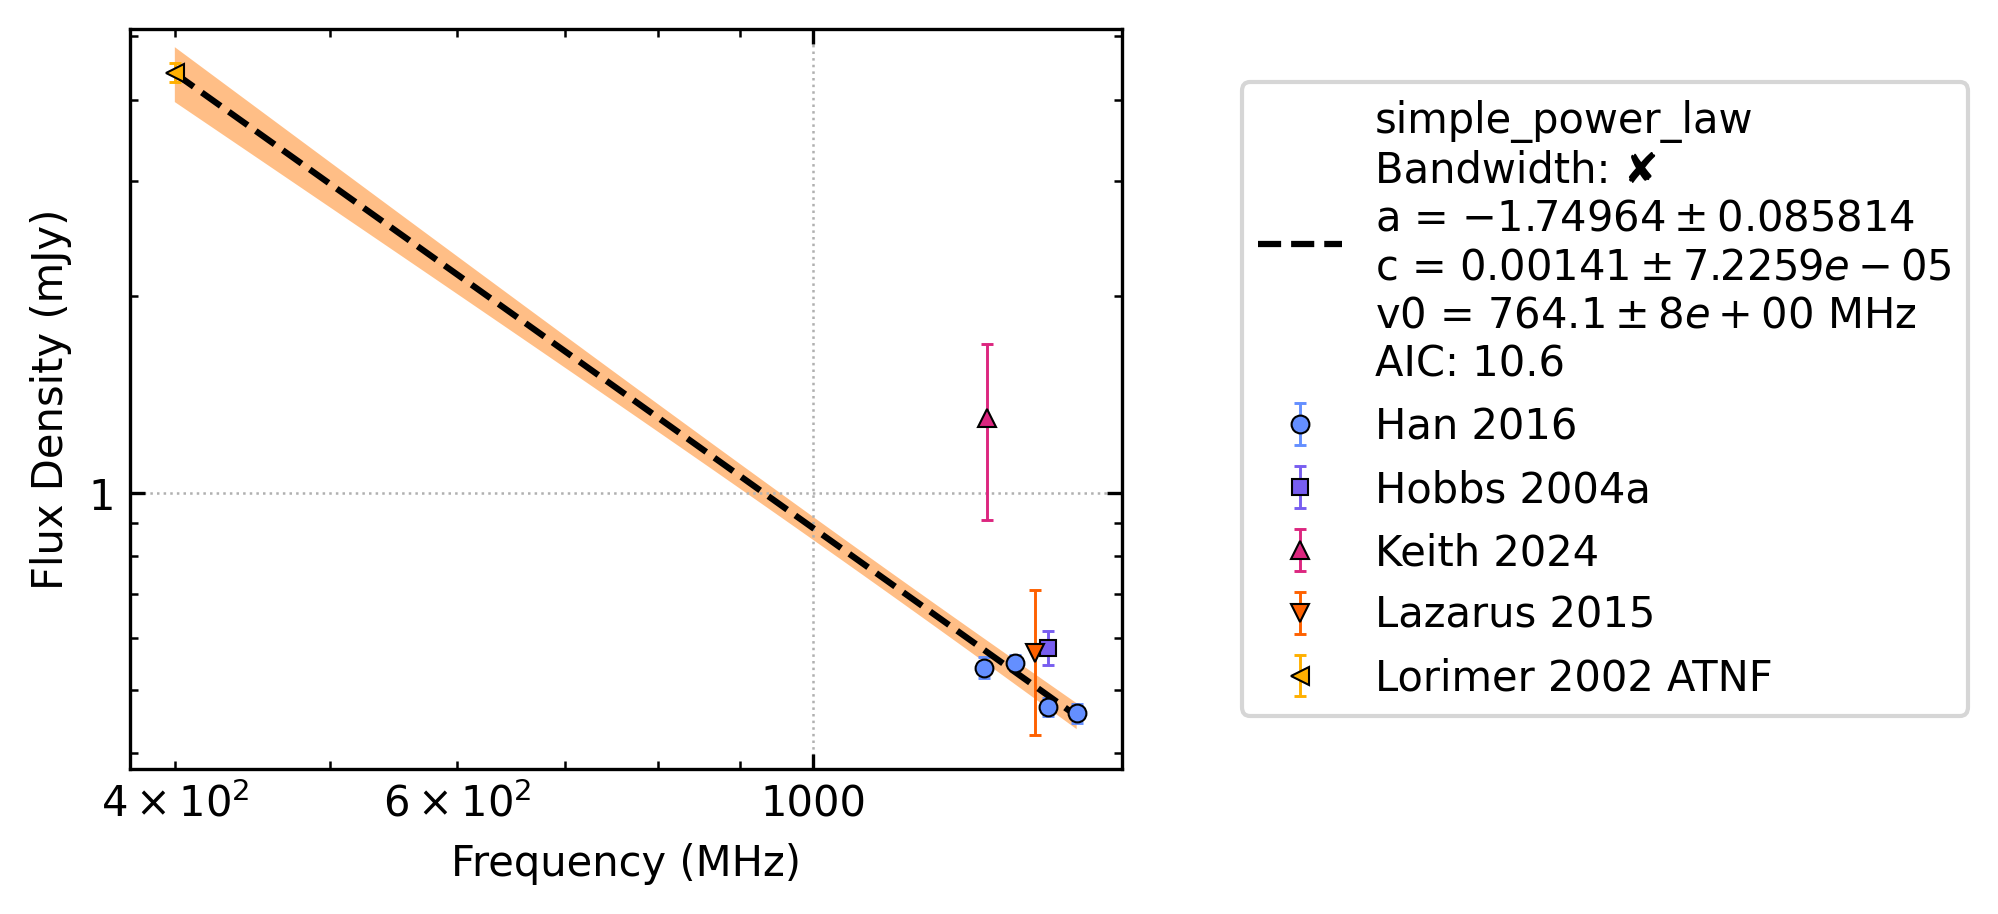 Flux Density (mJy)
1
4 × 10²
6 × 10²
1000
Frequency (MHz)
simple_power_law
Bandwidth: ✘
a = −1.74964 ± 0.085814
c = 0.00141 ± 7.2259e − 05
v0 = 764.1 ± 8e + 00 MHz
AIC: 10.6
Han 2016
Hobbs 2004a
Keith 2024
Lazarus 2015
Lorimer 2002 ATNF